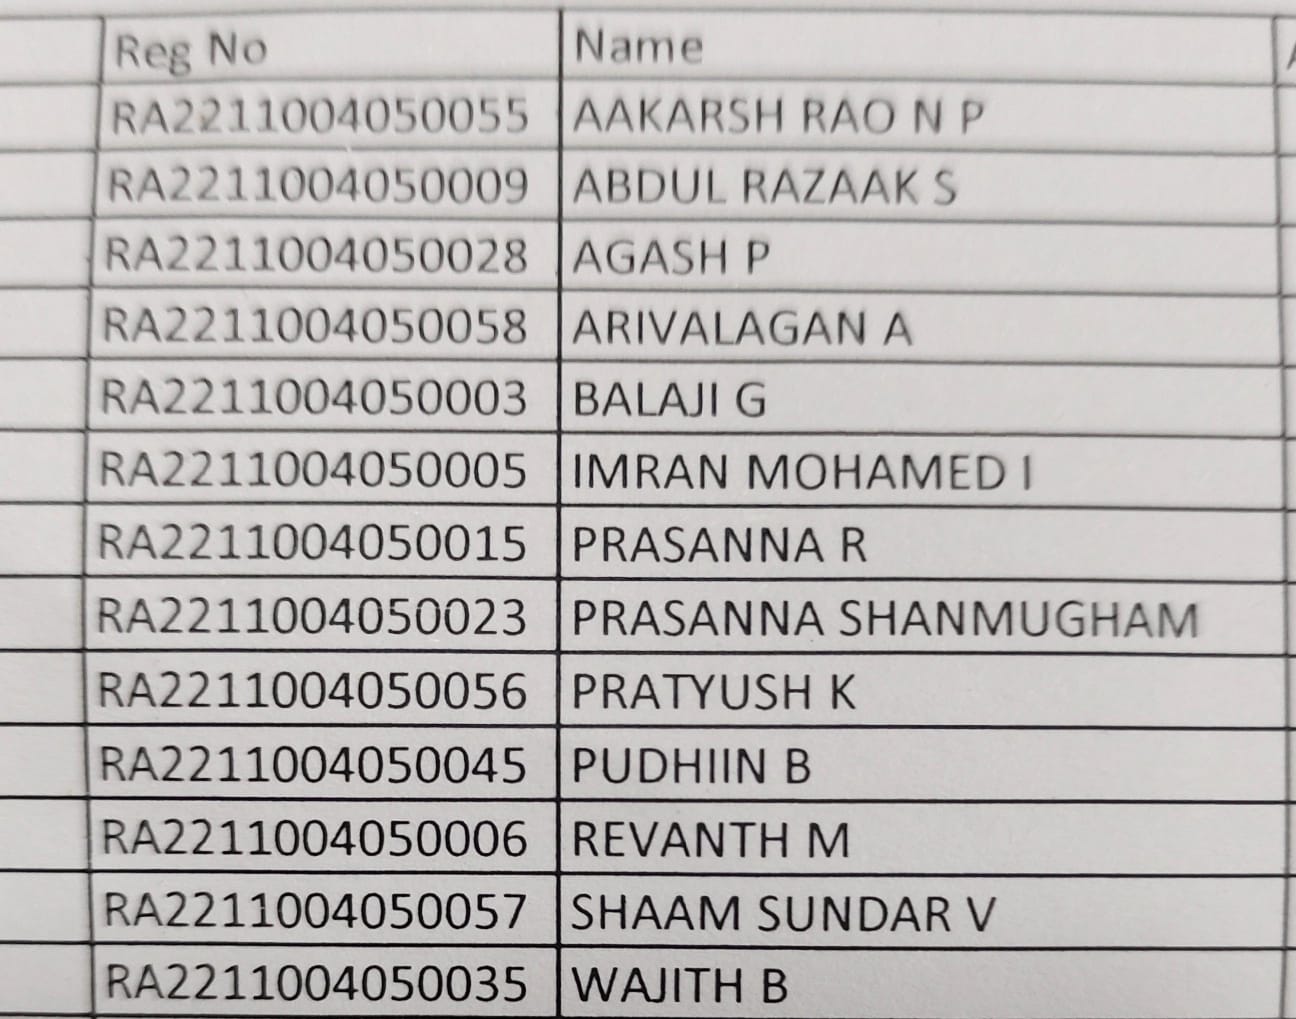 Reg No Name
RA2211004050055 AAKARSH RAO N P
RA2211004050009 ABDUL RAZAAK S
RA2211004050028 AGASH P
RA2211004050058 ARIVALAGAN A
RA2211004050003 BALAJI G
RA2211004050005 IMRAN MOHAMED I
RA2211004050015 PRASANNA R
RA2211004050023 PRASANNA SHANMUGHAM
RA2211004050056 PRATYUSH K
RA2211004050045 PUDHIIN B
RA2211004050006 REVANTH M
RA2211004050057 SHAAM SUNDAR V
RA2211004050035 WAJITH B